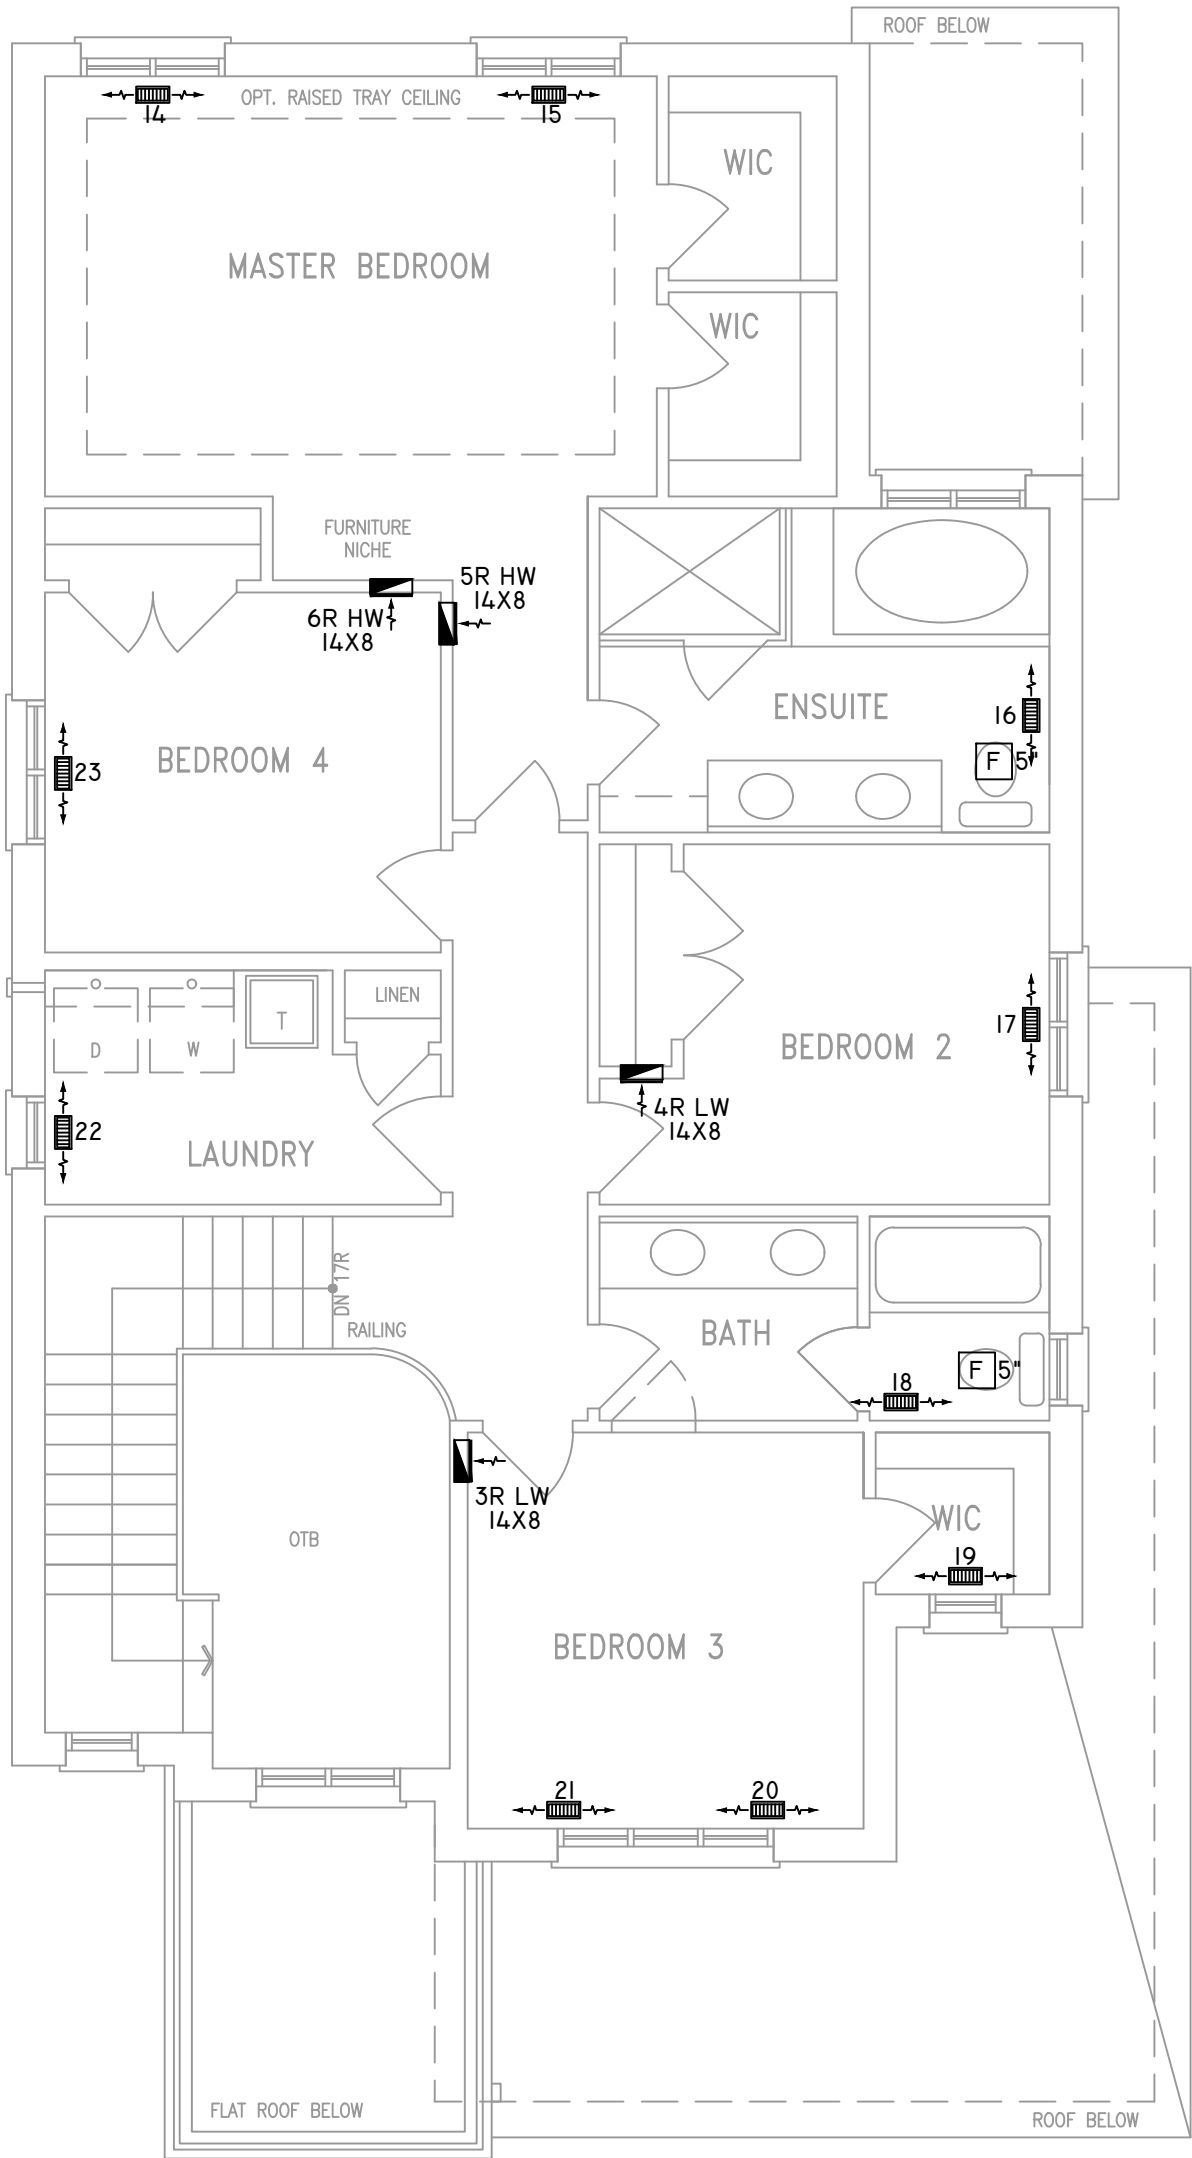 ROOF BELOW
OPT. RAISED TRAY CEILING
14
15
WIC
MASTER BEDROOM
WIC
FURNITURE
NICHE
5R HW
14X8
6R HW
14X8
ENSUITE
16
F 5"
BEDROOM 4
23
LINEN
T
D
W
17
BEDROOM 2
4R LW
14X8
22
LAUNDRY
DN 17R
RAILING
BATH
F 5"
18
3R LW
14X8
WIC
OTB
19
BEDROOM 3
21
20
FLAT ROOF BELOW
ROOF BELOW